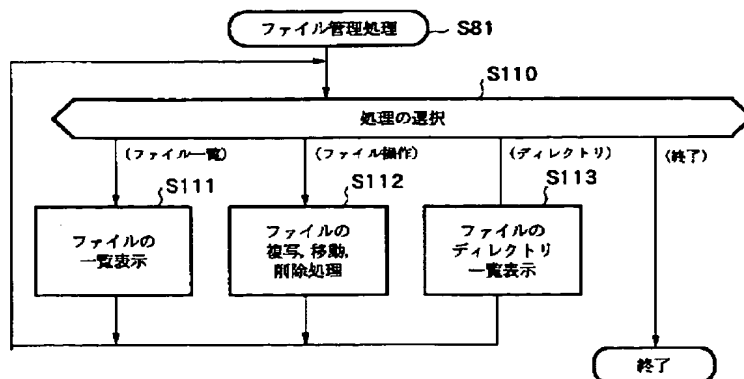 ファイル管理処理
S81
S110
処理の選択
(ファイル一覧)
(ファイル操作)
(ディレクトリ)
(終了)
S111
S112
S113
ファイルの
一覧表示
ファイルの
複写,移動,
削除処理
ファイルの
ディレクトリ
一覧表示
終了